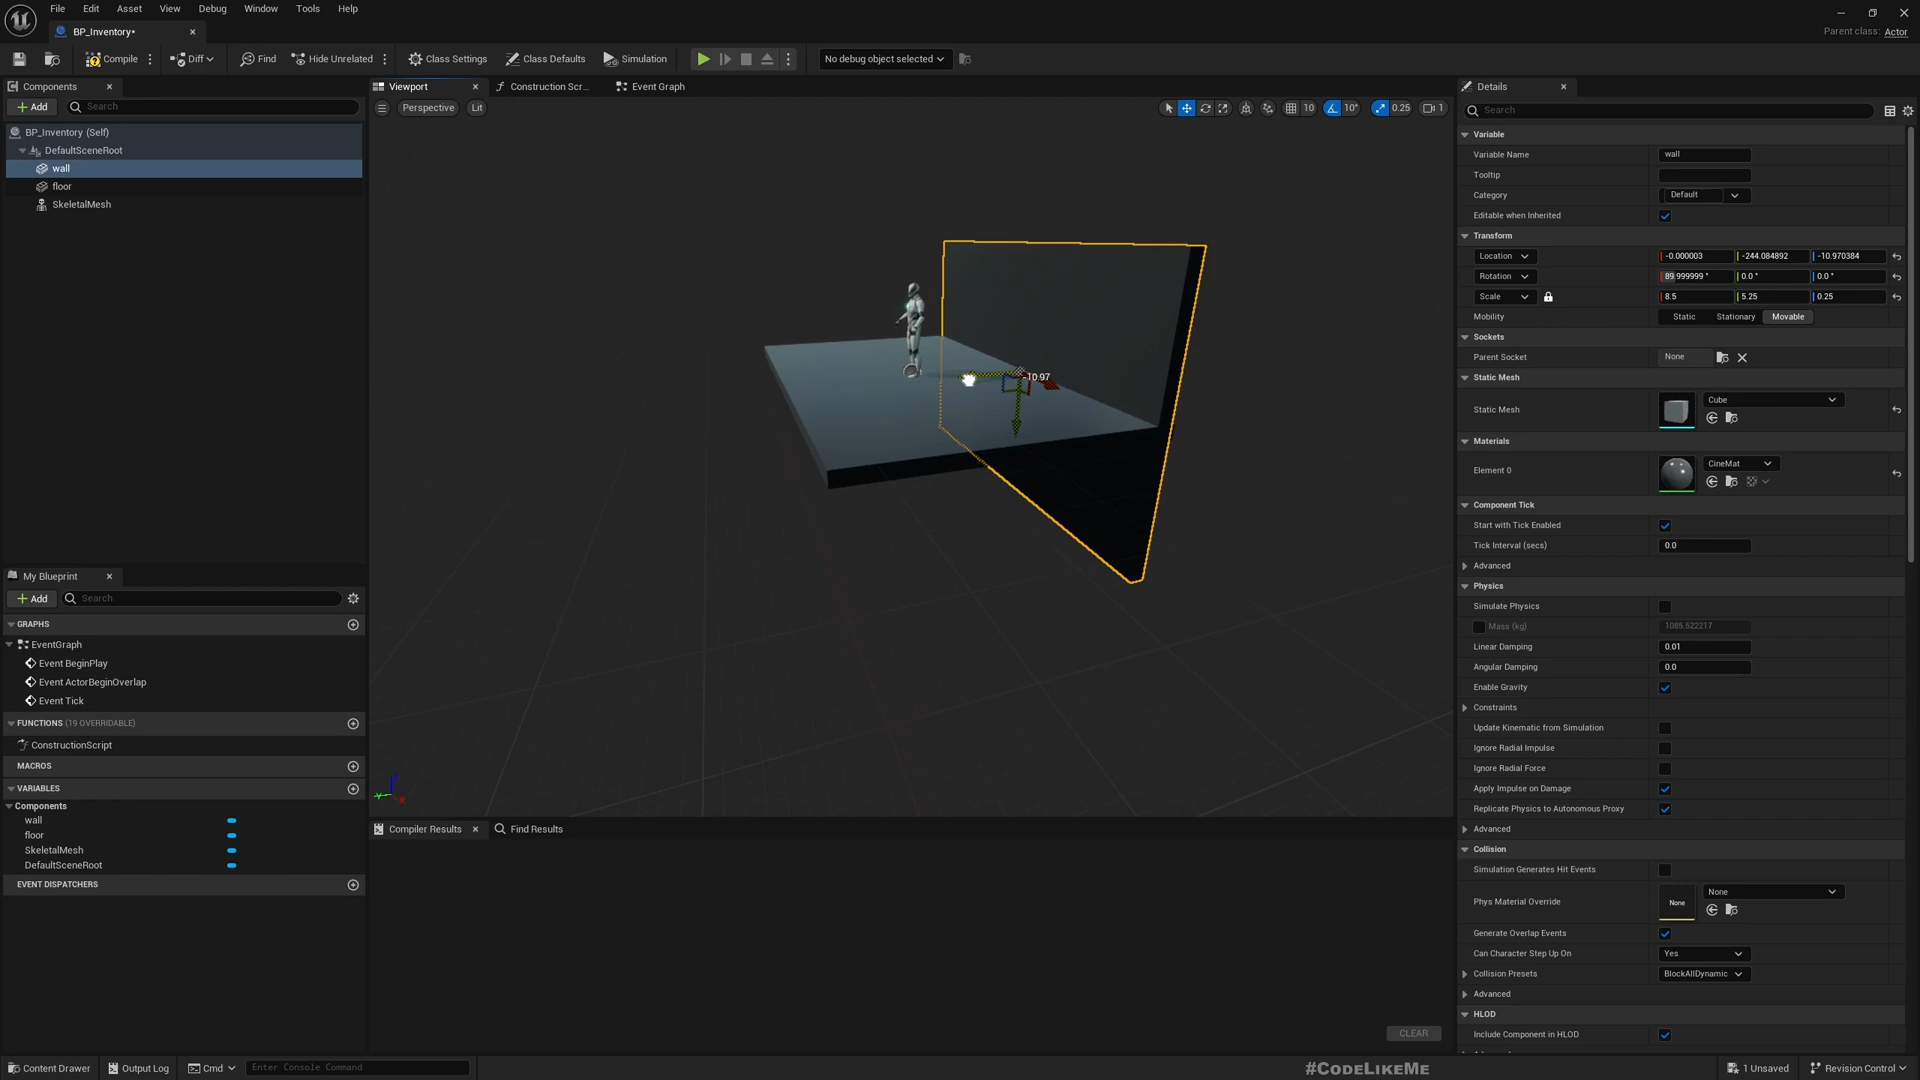 File Edit Asset View Window Debug Tools Help
BP_Inventory•
Parent class: Actor
Compile Diff Find Hide Unrelated Class Settings Class Defaults Simulation No debug object selected
Components
Add Search
BP_Inventory (Self)
DefaultSceneRoot
wall
floor
SkeletalMesh
My Blueprint
Add Search
GRAPHS
EventGraph
Event BeginPlay
Event ActorBeginOverlap
Event Tick
FUNCTIONS (19 OVERRIDABLE)
ConstructionScript
MACROS
VARIABLES
Components
wall
floor
SkeletalMesh
DefaultSceneRoot
EVENT DISPATCHERS
Viewport Construction Scr... Event Graph
Perspective Lit 10 10° 0.25 1
-10.97
Compiler Results Find Results
CLEAR
Details
Search
Variable
Variable Name wall
Tooltip
Category Default
Editable when Inherited
Transform
Location -0.000003 -244.084892 -10.970384
Rotation 89.999999 ° 0.0 ° 0.0 °
Scale 8.5 5.25 0.25
Mobility Static Stationary Movable
Sockets
Parent Socket None
Static Mesh
Static Mesh Cube
Materials
Element 0 CineMat
Component Tick
Start with Tick Enabled
Tick Interval (secs) 0.0
Advanced
Physics
Simulate Physics
Mass (kg) 1085.522217
Linear Damping 0.01
Angular Damping 0.0
Enable Gravity
Constraints
Update Kinematic from Simulation
Ignore Radial Impulse
Ignore Radial Force
Apply Impulse on Damage
Replicate Physics to Autonomous Proxy
Advanced
Collision
Simulation Generates Hit Events
Phys Material Override None None
Generate Overlap Events
Can Character Step Up On Yes
Collision Presets BlockAllDynamic
Advanced
HLOD
Include Component in HLOD
Content Drawer Output Log Cmd Enter Console Command #CodeLikeMe 1 Unsaved Revision Control